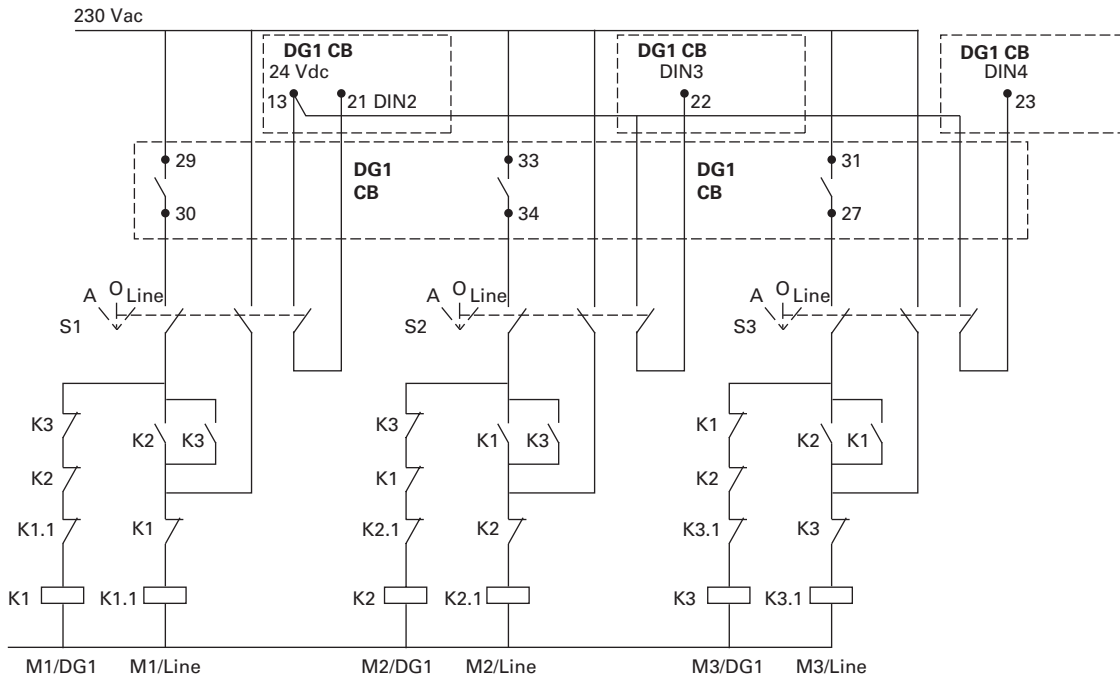 230 Vac
DG1 CB
24 Vdc
13
21 DIN2
DG1 CB
DIN3
22
DG1 CB
DIN4
23
29
30
DG1
CB
33
34
DG1
CB
31
27
A O Line
S1
A O Line
S2
A O Line
S3
K3
K2 K3
K2
K1.1 K1
K1 K1.1
K3
K1 K3
K1
K2.1 K2
K2 K2.1
K1
K2 K1
K2
K3.1 K3
K3 K3.1
M1/DG1 M1/Line M2/DG1 M2/Line M3/DG1 M3/Line